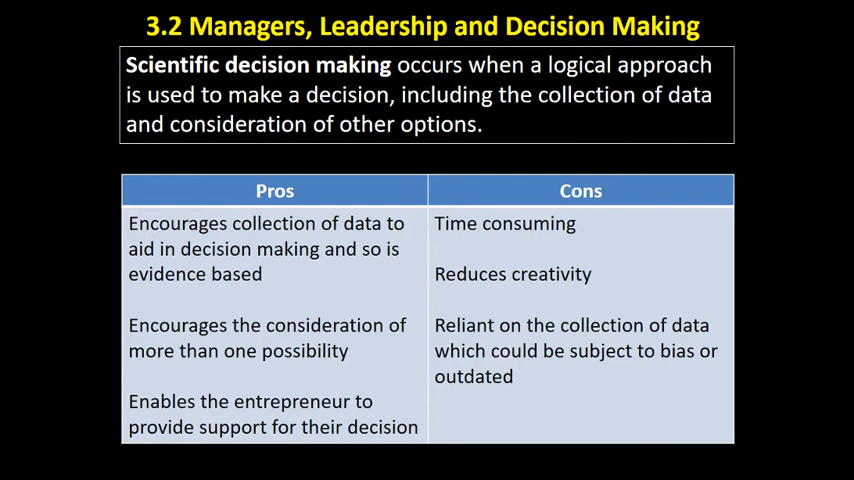 3.2 Managers, Leadership and Decision Making
Scientific decision making occurs when a logical approach
is used to make a decision, including the collection of data
and consideration of other options.
Pros
Encourages collection of data to
aid in decision making and so is
evidence based
Encourages the consideration of
more than one possibility
Enables the entrepreneur to
provide support for their decision
Cons
Time consuming
Reduces creativity
Reliant on the collection of data
which could be subject to bias or
outdated